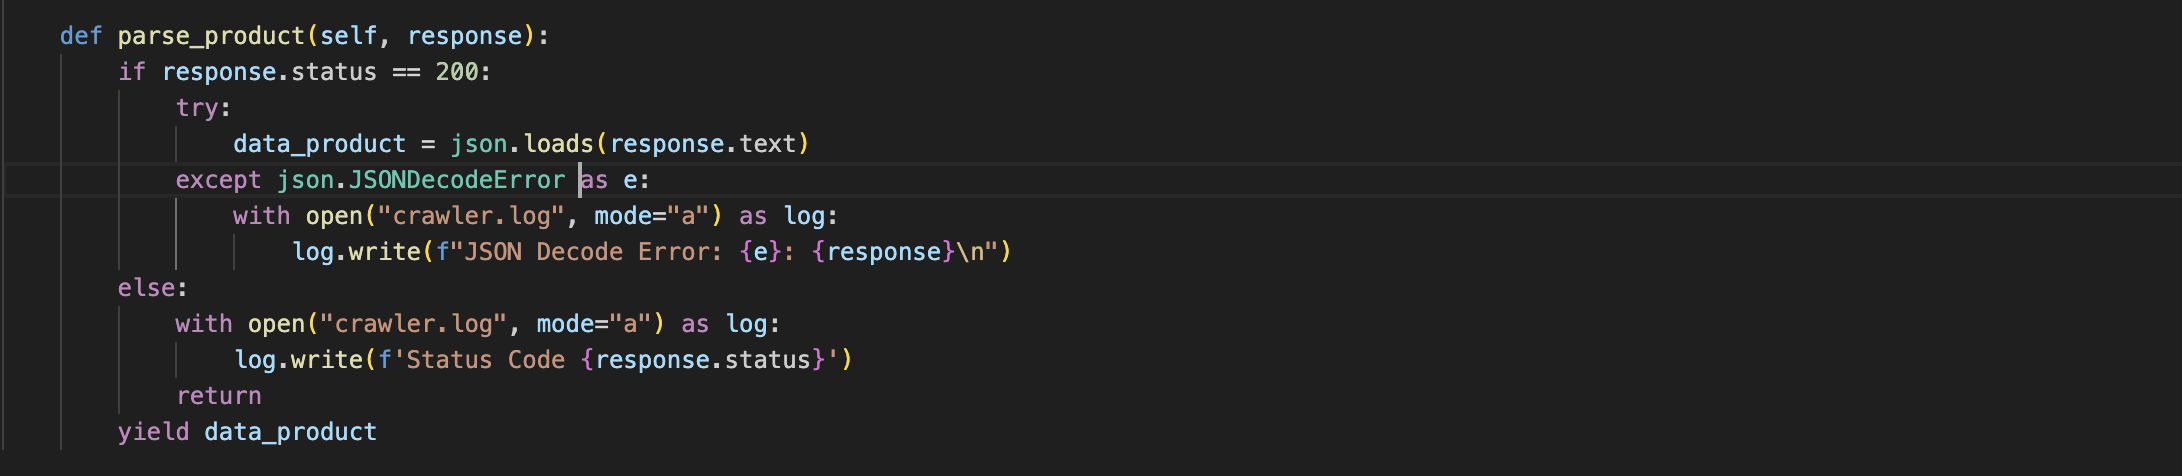 def parse_product(self, response):
    if response.status == 200:
        try:
            data_product = json.loads(response.text)
        except json.JSONDecodeError as e:
            with open("crawler.log", mode="a") as log:
                log.write(f"JSON Decode Error: {e}: {response}\n")
    else:
        with open("crawler.log", mode="a") as log:
            log.write(f'Status Code {response.status}')
        return
    yield data_product